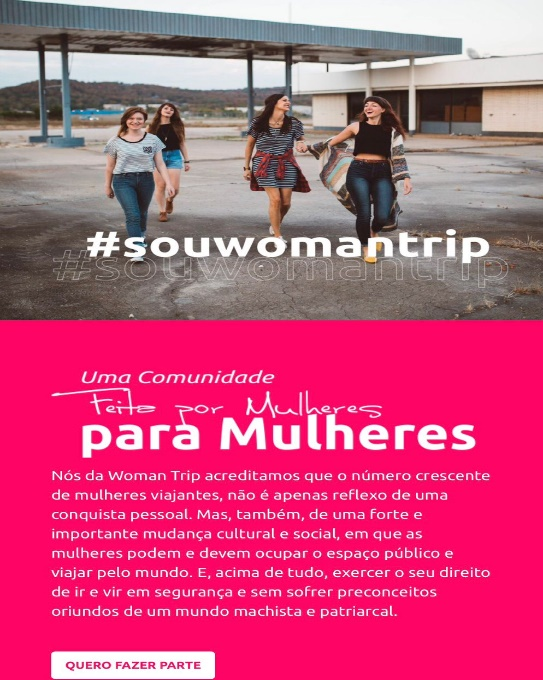 #souwomantrip
#souwomantrip
Uma Comunidade
Feita por Mulheres
para Mulheres
Nós da Woman Trip acreditamos que o número crescente
de mulheres viajantes, não é apenas reflexo de uma
conquista pessoal. Mas, também, de uma forte e
importante mudança cultural e social, em que as
mulheres podem e devem ocupar o espaço público e
viajar pelo mundo. E, acima de tudo, exercer o seu direito
de ir e vir em segurança e sem sofrer preconceitos
oriundos de um mundo machista e patriarcal.
QUERO FAZER PARTE